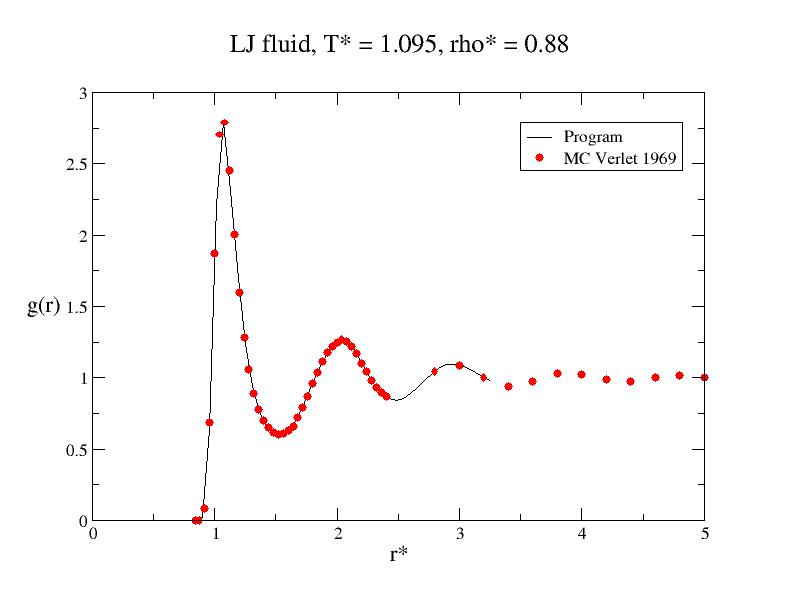 LJ fluid, T* = 1.095, rho* = 0.88
3
Program
MC Verlet 1969
2.5
2
g(r)
1.5
1
0.5
0
0
1
2
3
4
5
r*